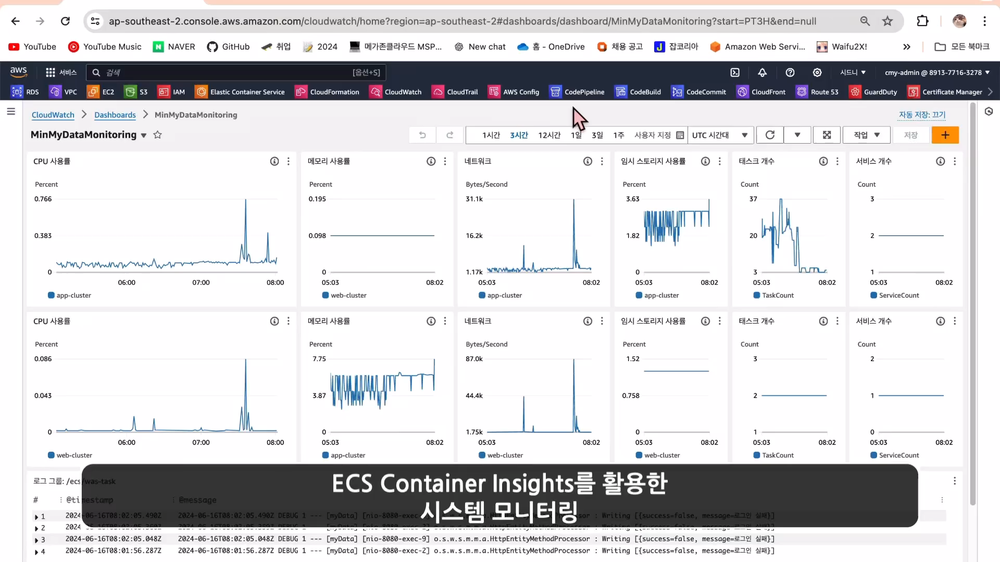 ap-southeast-2.console.aws.amazon.com/cloudwatch/home?region=ap-southeast-2#dashboards/dashboard/MinMyDataMonitoring?start=PT3H&end=null
YouTube YouTube Music NAVER GitHub 취업 2024 메가존클라우드 MSP... New chat 홈 - OneDrive 채용 공고 잡코리아 Amazon Web Servi... Waifu2X! 모든 북마크
aws 서비스 검색 [옵션+S] 시드니 cmy-admin @ 8913-7716-3278
RDS VPC EC2 S3 IAM Elastic Container Service CloudFormation CloudWatch CloudTrail AWS Config CodePipeline CodeBuild CodeCommit CloudFront Route 53 GuardDuty Certificate Manager
CloudWatch Dashboards MinMyDataMonitoring 자동 저장: 끄기
MinMyDataMonitoring 1시간 3시간 12시간 1일 3일 1주 사용자 지정 UTC 시간대 작업 저장
CPU 사용률 메모리 사용률 네트워크 임시 스토리지 사용률 태스크 개수 서비스 개수
Percent Percent Bytes/Second Percent Count Count
0.766 0.195 31.1k 3.63 37 3
0.383 0.098 16.2k 1.82 20 2
0 0 1.17k 0 3 1
06:00 07:00 08:00 05:03 08:02 05:03 08:02 05:03 08:02 05:03 08:02 05:03 08:02
app-cluster web-cluster app-cluster app-cluster TaskCount ServiceCount
CPU 사용률 메모리 사용률 네트워크 임시 스토리지 사용률 태스크 개수 서비스 개수
Percent Percent Bytes/Second Percent Count Count
0.086 7.75 87.0k 1.52 3 2
0.043 3.87 44.4k 0.758 2 1
0 0 1.75k 0 1 0
06:00 07:00 08:00 05:03 08:02 05:03 08:02 05:03 08:02 05:03 08:02 05:03 08:02
web-cluster app-cluster web-cluster web-cluster TaskCount ServiceCount
로그 그룹: /ecs/was-task
ECS Container Insights를 활용한
시스템 모니터링
# @timestamp @message
1 2024-06-16T08:02:05.490Z 2024-06-16T08:02:05.490Z DEBUG 1 --- [myData] [nio-8080-exec- o.s.w.s.m.m.a.HttpEntityMethodProcessor : Writing [{success=false, message=로그인 실패}]
2 2024
3 2024-06-16T08:02:05.048Z 2024-06-16T08:02:05.048Z DEBUG 1 --- [myData] [nio-8080-exec-9] o.s.w.s.m.m.a.HttpEntityMethodProcessor : Writing [{success=false, message=로그인 실패}]
4 2024-06-16T08:01:56.287Z 2024-06-16T08:01:56.287Z DEBUG 1 --- [myData] [nio-8080-exec-2] o.s.w.s.m.m.a.HttpEntityMethodProcessor : Writing [{success=false, message=로그인 실패}]